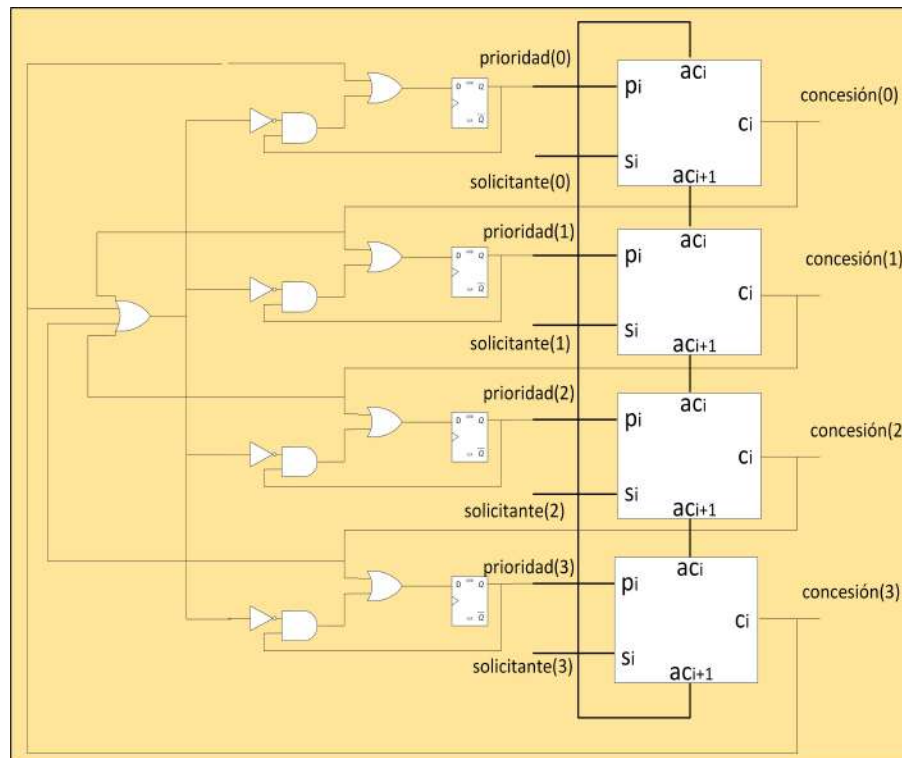 prioridad(0)
aci
pi
ci
concesión(0)
si
solicitante(0)
aci+1
D
Q
Q
prioridad(1)
aci
pi
ci
concesión(1)
si
solicitante(1)
aci+1
D
Q
Q
prioridad(2)
aci
pi
ci
concesión(2
si
solicitante(2)
aci+1
D
Q
Q
prioridad(3)
aci
pi
ci
concesión(3)
si
solicitante(3)
aci+1
D
Q
Q